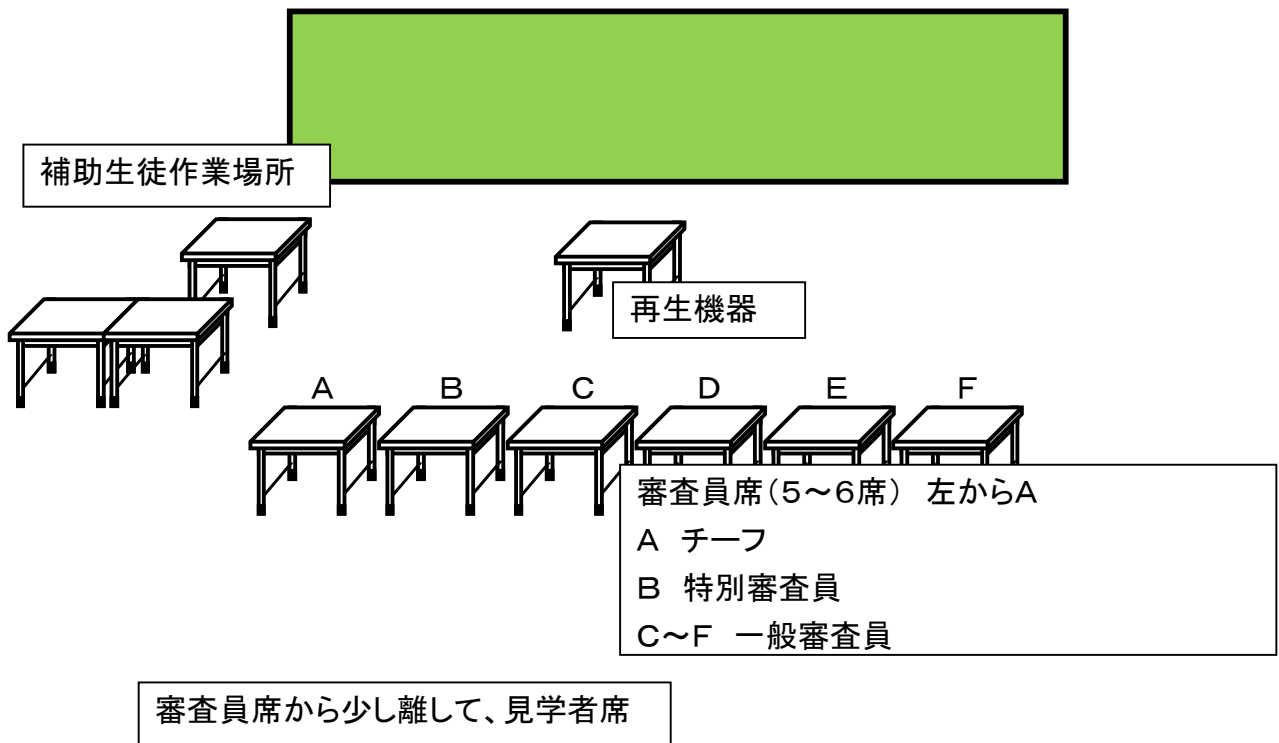 補助生徒作業場所
再生機器
A B C D E F
審査員席(5~6席) 左からA
A チーフ
B 特別審査員
C~F 一般審査員
審査員席から少し離して、見学者席